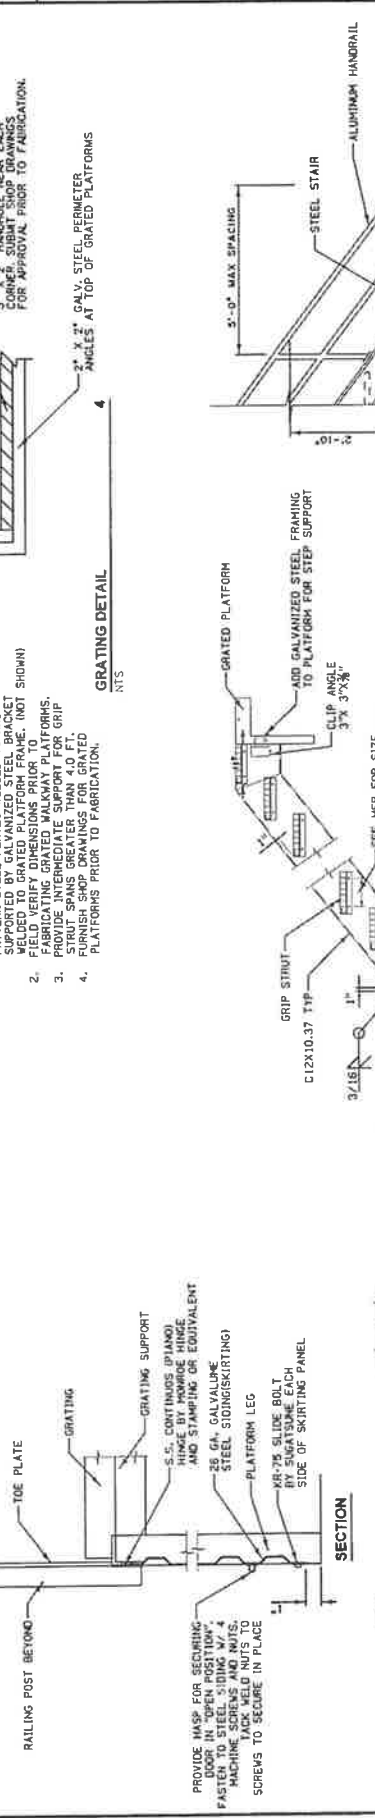 RAILING POST BEYOND
TOE PLATE
GRATING
GRATING SUPPORT
S.S. CONTINUOS (PIANO)
HINGE BY MONROE HINGE
AND STAMPING OR EQUIVALENT
26 GA. GALVALUME
STEEL SIDING(SKIRTING)
PLATFORM LEG
KR-75 SLIDE BOLT
BY SUGATSUNE EACH
SIDE OF SKIRTING PANEL
PROVIDE HASP FOR SECURING
DOOR IN "OPEN POSITION".
FASTEN TO STEEL SIDING W/ 4
MACHINE SCREWS AND NUTS.
TACK WELD NUTS TO
SCREWS TO SECURE IN PLACE
1"
SECTION
SUPPORTED BY GALVANIZED STEEL BRACKET
WELDED TO GRATED PLATFORM FRAME. (NOT SHOWN)
2. FIELD VERIFY DIMENSIONS PRIOR TO
FABRICATING GRATED WALKWAY PLATFORMS.
3. PROVIDE INTERMEDIATE SUPPORT FOR GRIP
STRUT SPANS GREATER THAN 4.0 FT.
4. FURNISH SHOP DRAWINGS FOR GRATED
PLATFORMS PRIOR TO FABRICATION.
CORNER. SUBMIT SHOP DRAWINGS
FOR APPROVAL PRIOR TO FABRICATION.
2" X 2" GALV. STEEL PERIMETER
ANGLES AT TOP OF GRATED PLATFORMS
GRATING DETAIL
4
NTS
GRATED PLATFORM
ADD GALVANIZED STEEL FRAMING
TO PLATFORM FOR STEP SUPPORT
CLIP ANGLE
3"X 3"X⅜"
1"
GRIP STRUT
C12X10.37 TYP
1"
3/16
5'-0" MAX SPACING
STEEL STAIR
ALUMINUM HANDRAIL
2'-10"